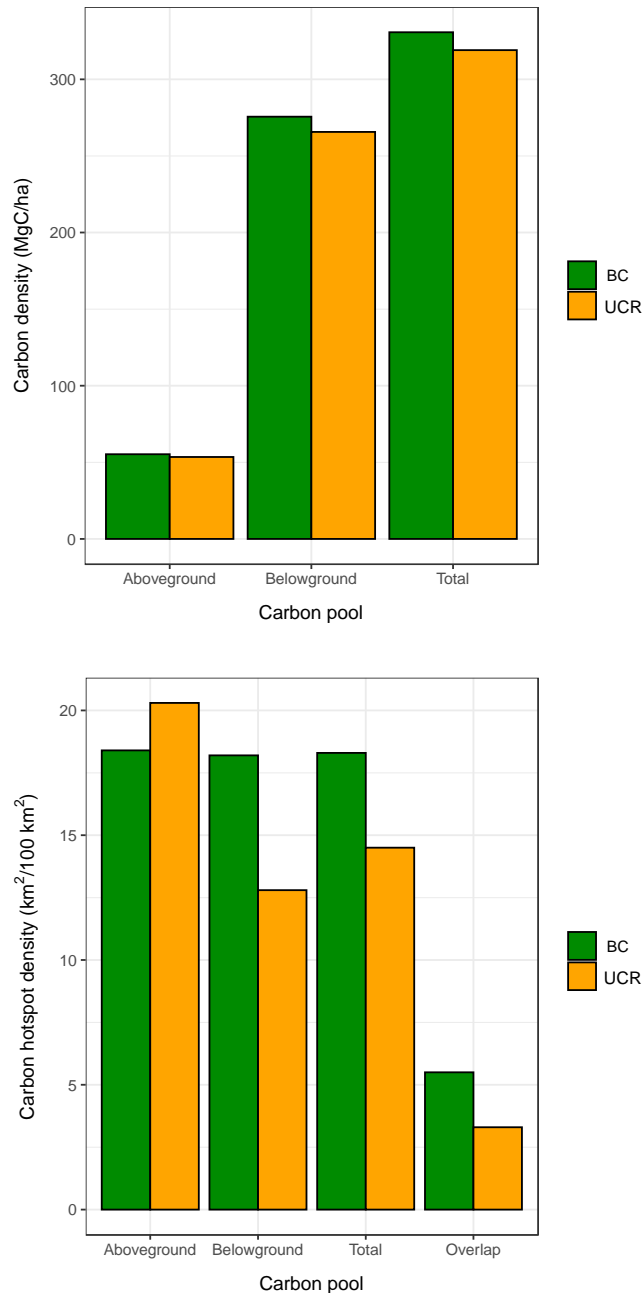 Carbon density (MgC/ha)
300
200
100
0
Aboveground Belowground Total
Carbon pool
BC
UCR
Carbon hotspot density (km²/100 km²)
20
15
10
5
0
Aboveground Belowground Total Overlap
Carbon pool
BC
UCR